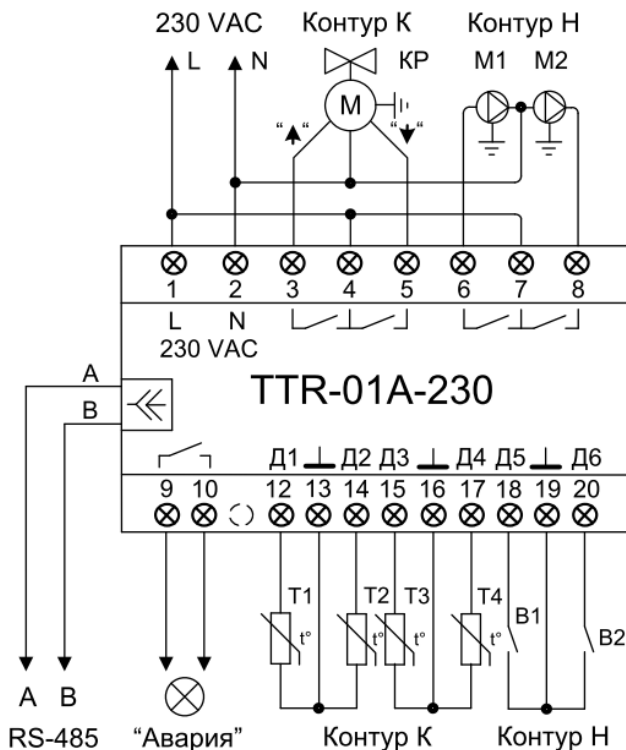 230 VAC Контур К Контур Н
L N КР М1 М2
М
“ “ “ “
1 2 3 4 5 6 7 8
L N
230 VAC
A
B
TTR-01A-230
Д1 Д2 Д3 Д4 Д5 Д6
9 10 12 13 14 15 16 17 18 19 20
T1 T2 T3 T4 B1 B2
t° t° t° t°
A B
RS-485 “Авария” Контур К Контур Н